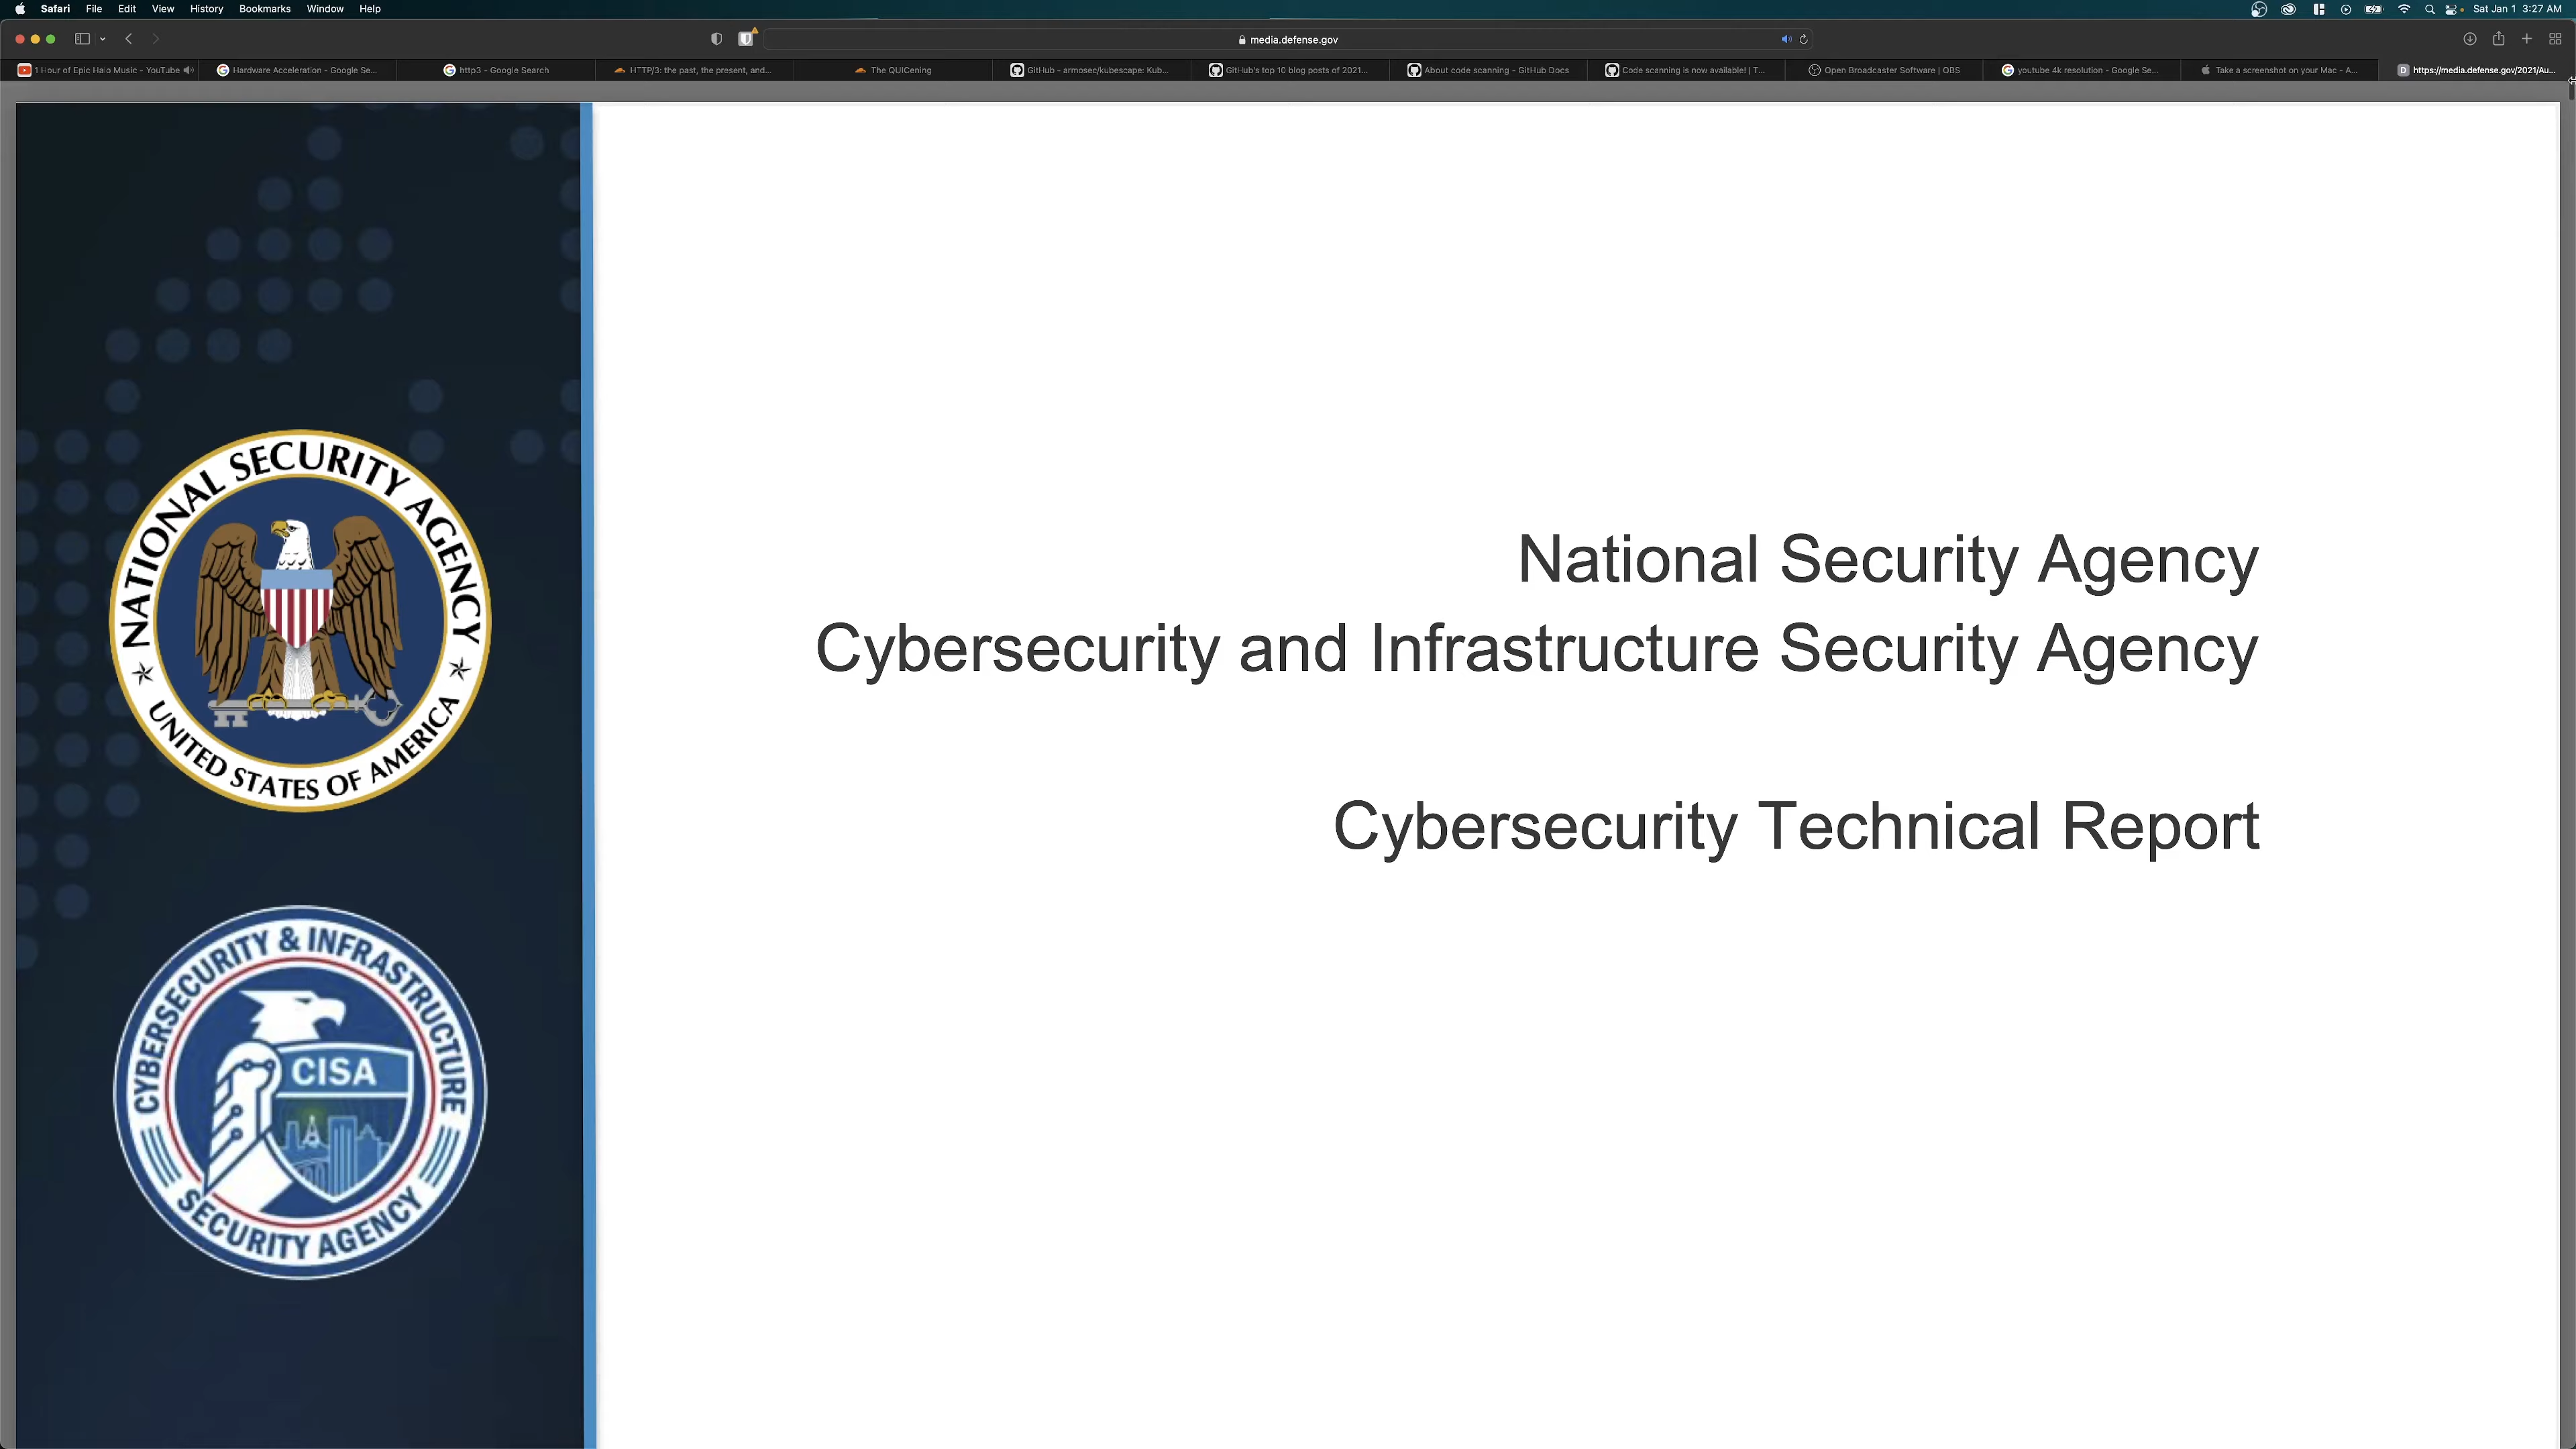 Safari File Edit View History Bookmarks Window Help
Sat Jan 1 3:27 AM
media.defense.gov
1 Hour of Epic Halo Music - YouTube
Hardware Acceleration - Google Se...
http3 - Google Search
HTTP/3: the past, the present, and...
The QUICening
GitHub - armosec/kubescape: Kub...
GitHub's top 10 blog posts of 2021...
About code scanning - GitHub Docs
Code scanning is now available! | T...
Open Broadcaster Software | OBS
youtube 4k resolution - Google Se...
Take a screenshot on your Mac - A...
https://media.defense.gov/2021/Au...
NATIONAL SECURITY AGENCY
UNITED STATES OF AMERICA
National Security Agency
Cybersecurity and Infrastructure Security Agency
Cybersecurity Technical Report
CYBERSECURITY & INFRASTRUCTURE
CISA
SECURITY AGENCY